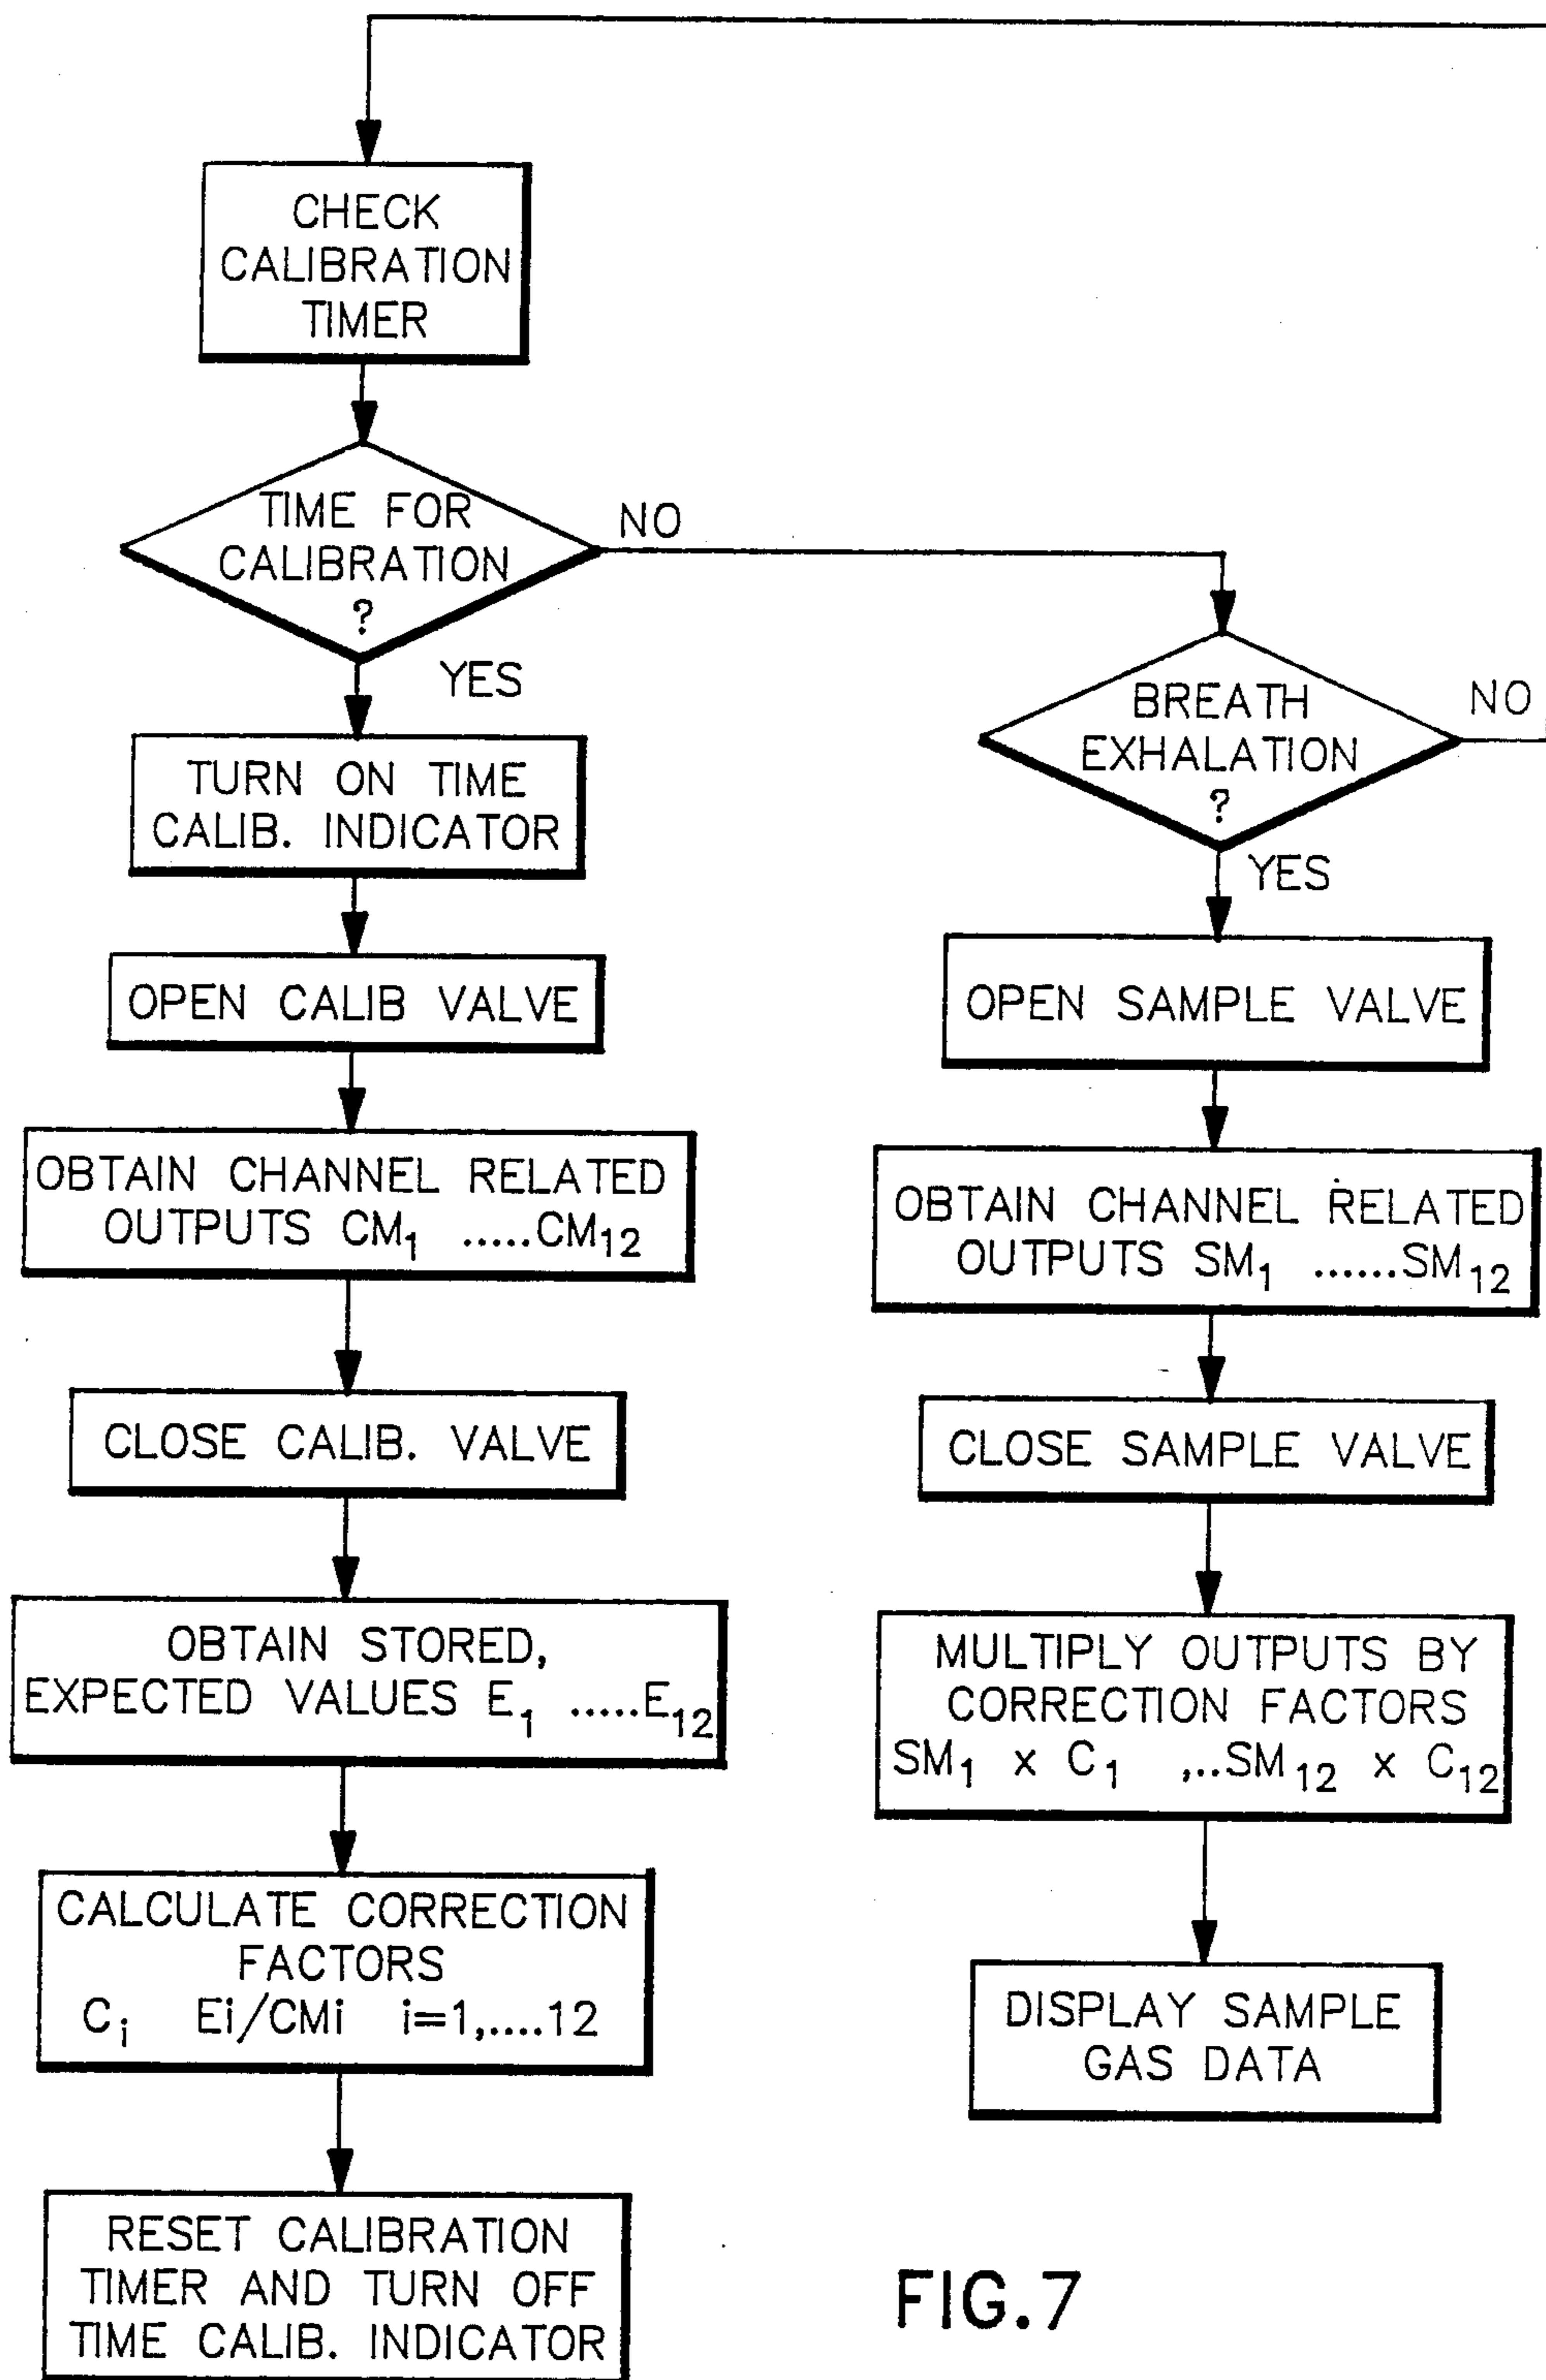 CHECK
CALIBRATION
TIMER
TIME FOR
CALIBRATION
?
NO
YES
TURN ON TIME
CALIB. INDICATOR
OPEN CALIB VALVE
OBTAIN CHANNEL RELATED
OUTPUTS CM₁ .....CM₁₂
CLOSE CALIB. VALVE
OBTAIN STORED,
EXPECTED VALUES E₁ .....E₁₂
CALCULATE CORRECTION
FACTORS
Cᵢ Ei/CMi i=1,....12
RESET CALIBRATION
TIMER AND TURN OFF
TIME CALIB. INDICATOR
BREATH
EXHALATION
?
NO
YES
OPEN SAMPLE VALVE
OBTAIN CHANNEL RELATED
OUTPUTS SM₁ ......SM₁₂
CLOSE SAMPLE VALVE
MULTIPLY OUTPUTS BY
CORRECTION FACTORS
SM₁ x C₁ ,..SM₁₂ x C₁₂
DISPLAY SAMPLE
GAS DATA
FIG.7